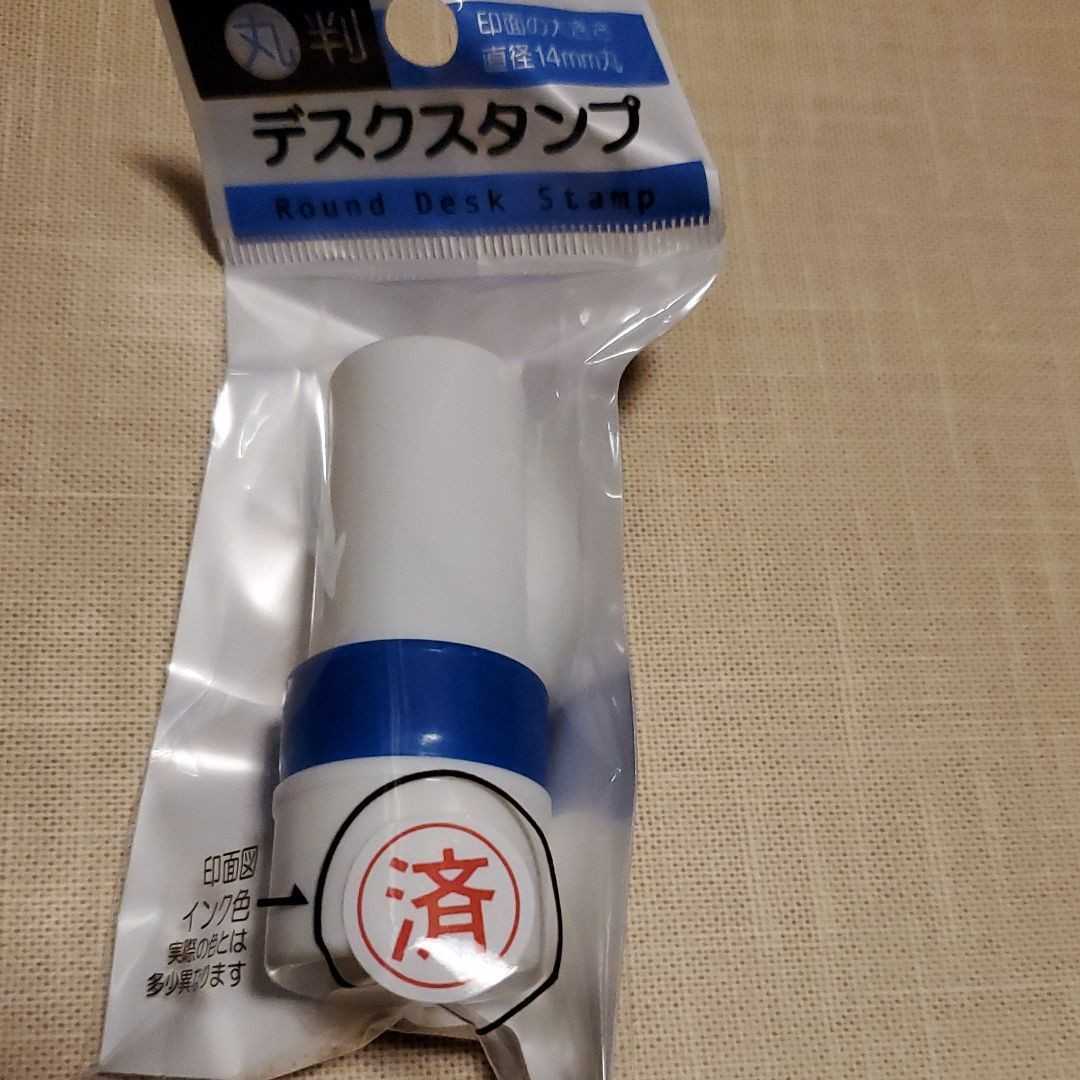 丸判
印面の大きさ
直径14mm丸
デスクスタンプ
Round Desk Stamp
印面図
インク色
実際の色とは
多少異なります
済